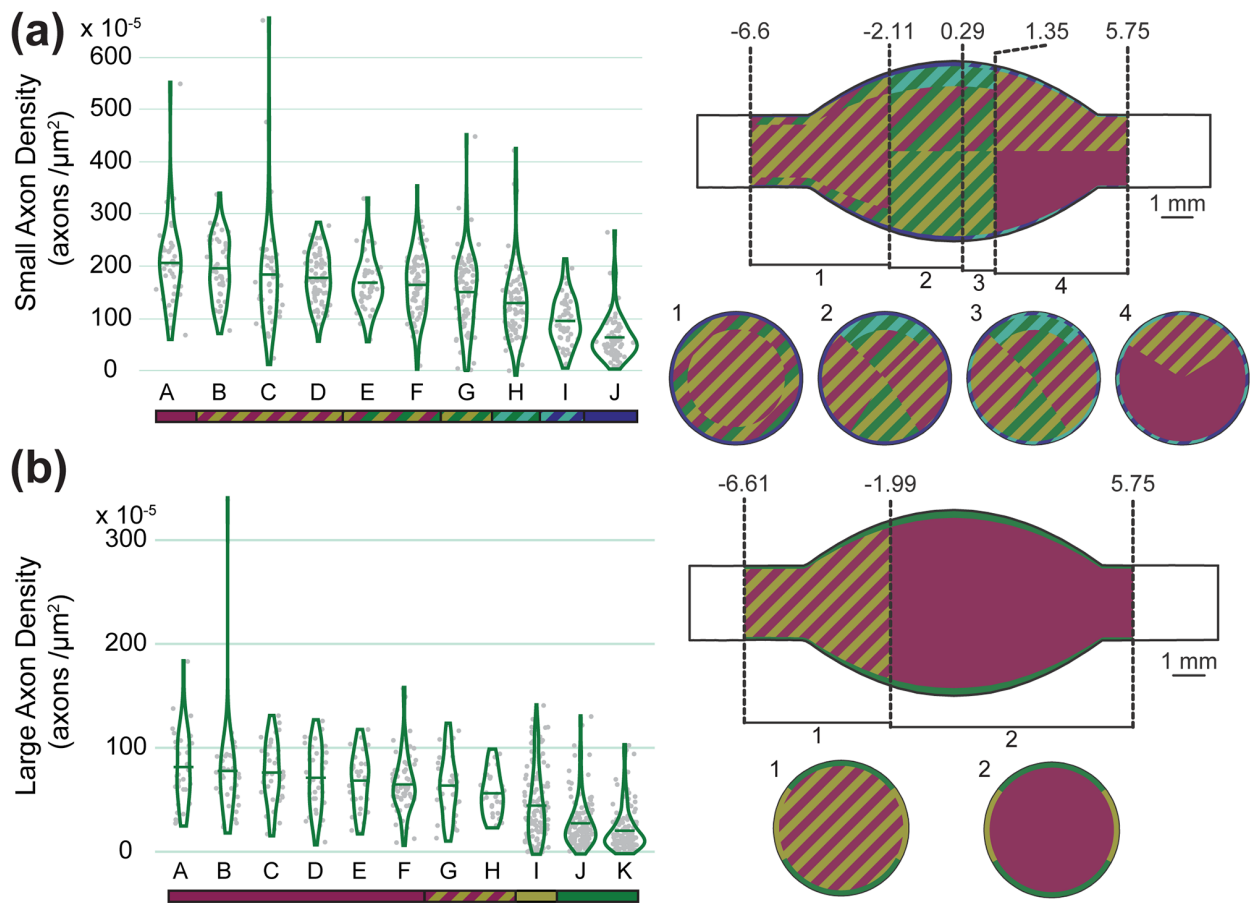 (a)
x 10-5
Small Axon Density
(axons /µm2)
600
500
400
300
200
100
0
A B C D E F G H I J
-6.6 -2.11 0.29 1.35 5.75
1 mm
1 2 3 4
1 2 3 4
(b)
x 10-5
Large Axon Density
(axons /µm2)
300
200
100
0
A B C D E F G H I J K
-6.61 -1.99 5.75
1 mm
1 2
1 2